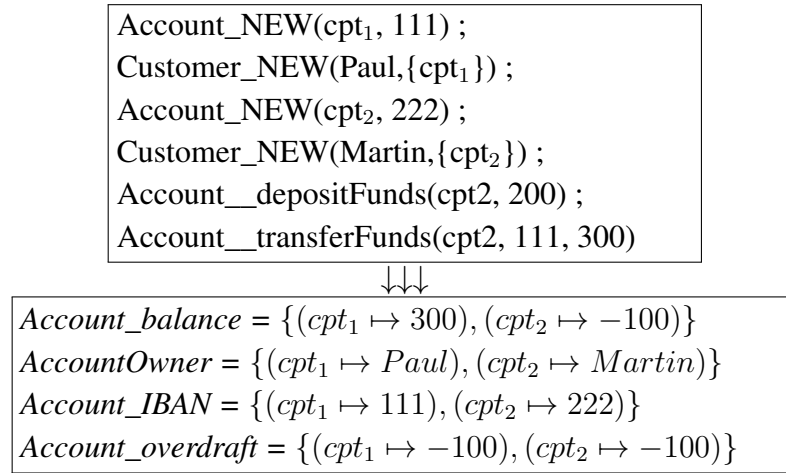 Account_NEW(cpt₁, 111) ;
Customer_NEW(Paul,{cpt₁}) ;
Account_NEW(cpt₂, 222) ;
Customer_NEW(Martin,{cpt₂}) ;
Account__depositFunds(cpt2, 200) ;
Account__transferFunds(cpt2, 111, 300)
↓↓↓
Account_balance = {(cpt₁ ↦ 300), (cpt₂ ↦ −100)}
AccountOwner = {(cpt₁ ↦ Paul), (cpt₂ ↦ Martin)}
Account_IBAN = {(cpt₁ ↦ 111), (cpt₂ ↦ 222)}
Account_overdraft = {(cpt₁ ↦ −100), (cpt₂ ↦ −100)}